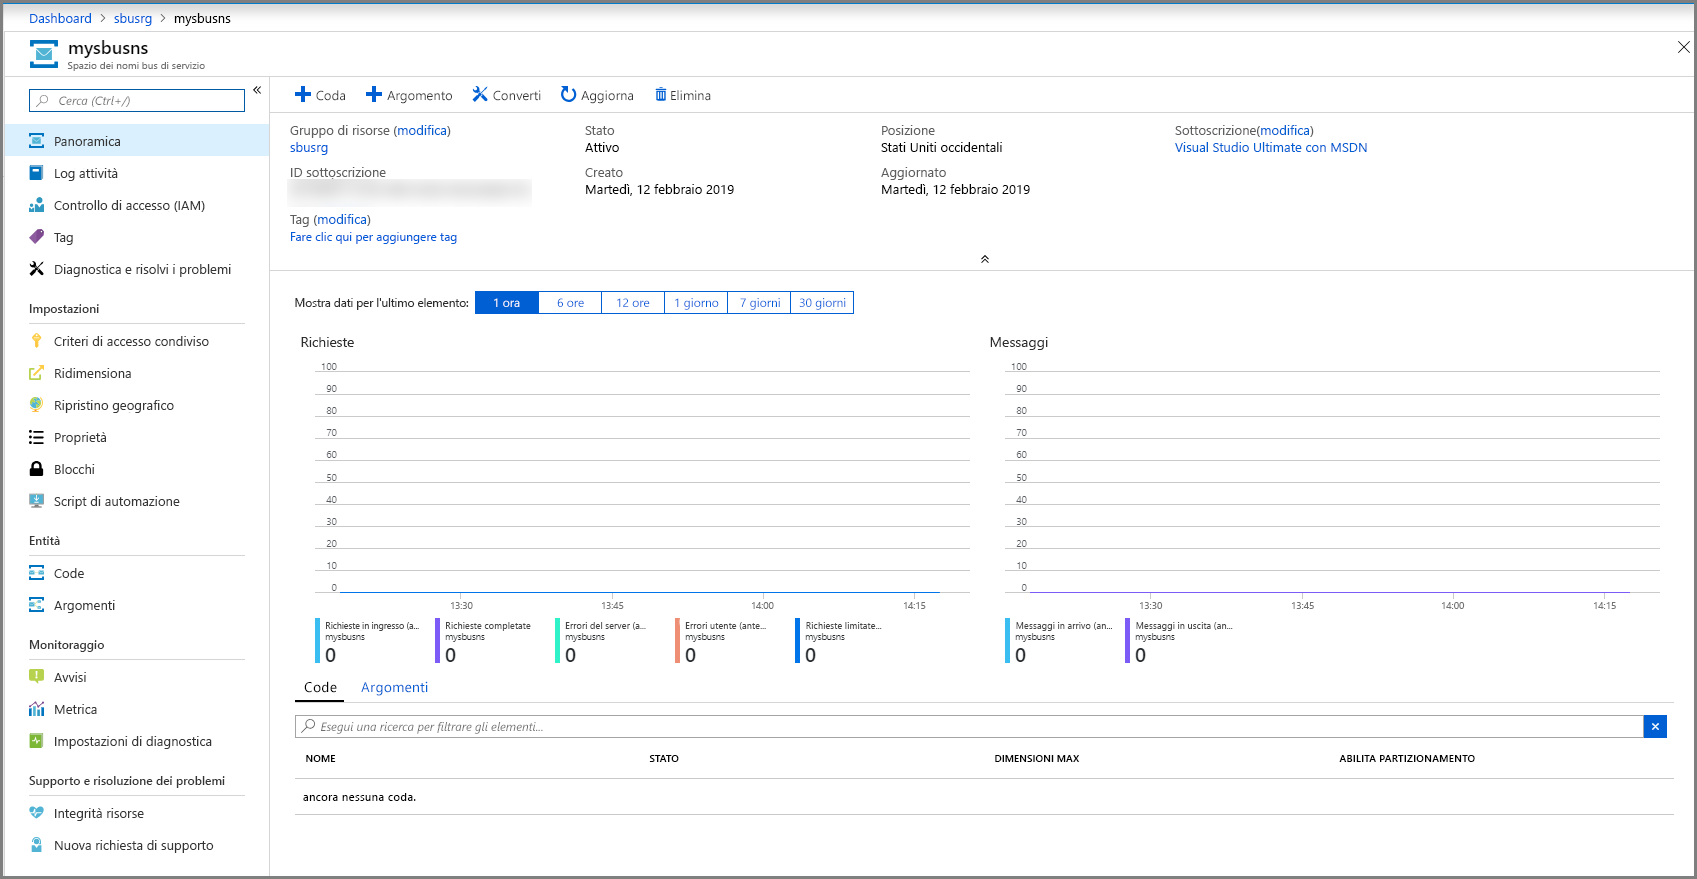 Dashboard > sbusrg > mysbusns
mysbusns
Spazio dei nomi bus di servizio
Cerca (Ctrl+/)
«
Panoramica
Log attività
Controllo di accesso (IAM)
Tag
Diagnostica e risolvi i problemi
Impostazioni
Criteri di accesso condiviso
Ridimensiona
Ripristino geografico
Proprietà
Blocchi
Script di automazione
Entità
Code
Argomenti
Monitoraggio
Avvisi
Metrica
Impostazioni di diagnostica
Supporto e risoluzione dei problemi
Integrità risorse
Nuova richiesta di supporto
Coda Argomento Converti Aggiorna Elimina
Gruppo di risorse (modifica)
sbusrg
ID sottoscrizione
Tag (modifica)
Fare clic qui per aggiungere tag
Stato
Attivo
Creato
Martedì, 12 febbraio 2019
Posizione
Stati Uniti occidentali
Aggiornato
Martedì, 12 febbraio 2019
Sottoscrizione(modifica)
Visual Studio Ultimate con MSDN
Mostra dati per l'ultimo elemento: 1 ora 6 ore 12 ore 1 giorno 7 giorni 30 giorni
Richieste
100
90
80
70
60
50
40
30
20
10
0
13:30 13:45 14:00 14:15
Richieste in ingresso (a...
mysbusns
0
Richieste completate
mysbusns
0
Errori del server (a...
mysbusns
0
Errori utente (ante...
mysbusns
0
Richieste limitate...
mysbusns
0
Messaggi
100
90
80
70
60
50
40
30
20
10
0
13:30 13:45 14:00 14:15
Messaggi in arrivo (an...
mysbusns
0
Messaggi in uscita (an...
mysbusns
0
Code Argomenti
Esegui una ricerca per filtrare gli elementi...
NOME STATO DIMENSIONI MAX ABILITA PARTIZIONAMENTO
ancora nessuna coda.